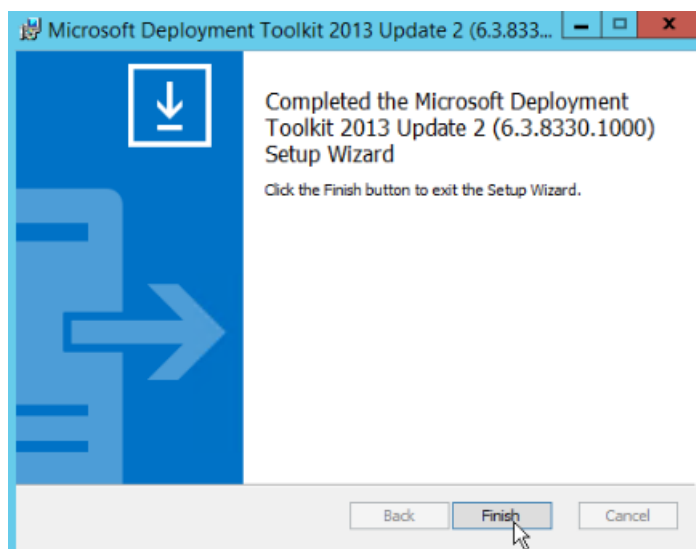 Microsoft Deployment Toolkit 2013 Update 2 (6.3.833...
Completed the Microsoft Deployment
Toolkit 2013 Update 2 (6.3.8330.1000)
Setup Wizard
Click the Finish button to exit the Setup Wizard.
Back
Finish
Cancel